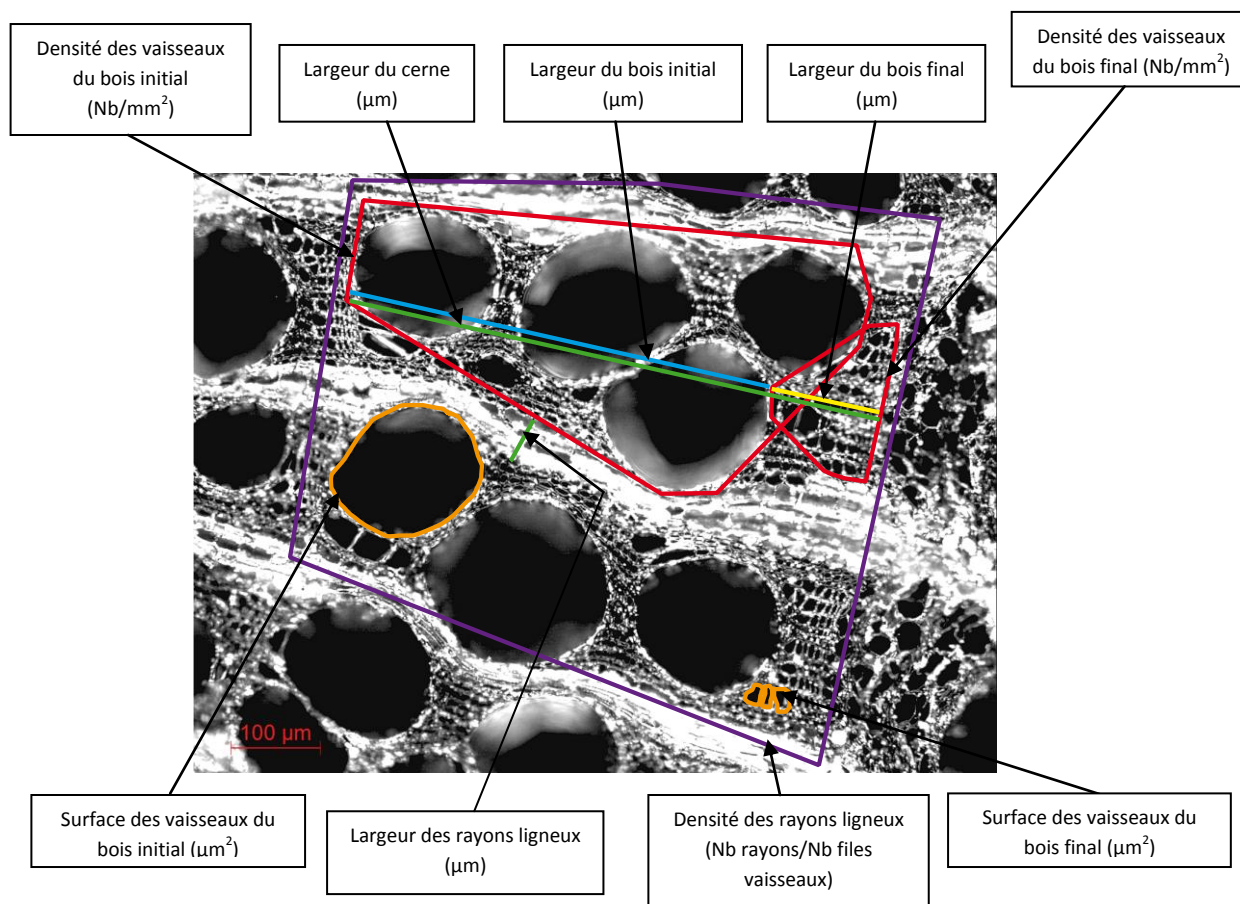 Densité des vaisseaux
du bois initial
(Nb/mm²)
Largeur du cerne
(µm)
Largeur du bois initial
(µm)
Largeur du bois final
(µm)
Densité des vaisseaux
du bois final (Nb/mm²)
100 µm
Surface des vaisseaux du
bois initial (µm²)
Largeur des rayons ligneux
(µm)
Densité des rayons ligneux
(Nb rayons/Nb files
vaisseaux)
Surface des vaisseaux du
bois final (µm²)